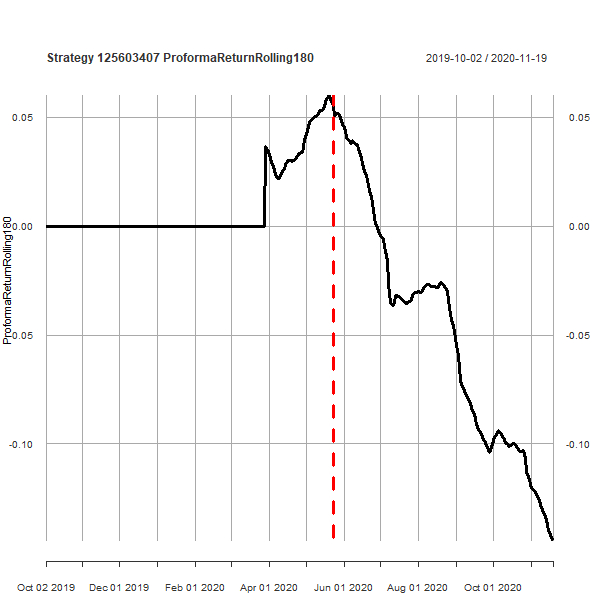 Strategy 125603407 ProformaReturnRolling180
2019-10-02 / 2020-11-19
0.05
0.05
0.00
0.00
ProformaReturnRolling180
-0.05
-0.05
-0.10
-0.10
Oct 02 2019
Dec 01 2019
Feb 01 2020
Apr 01 2020
Jun 01 2020
Aug 01 2020
Oct 01 2020